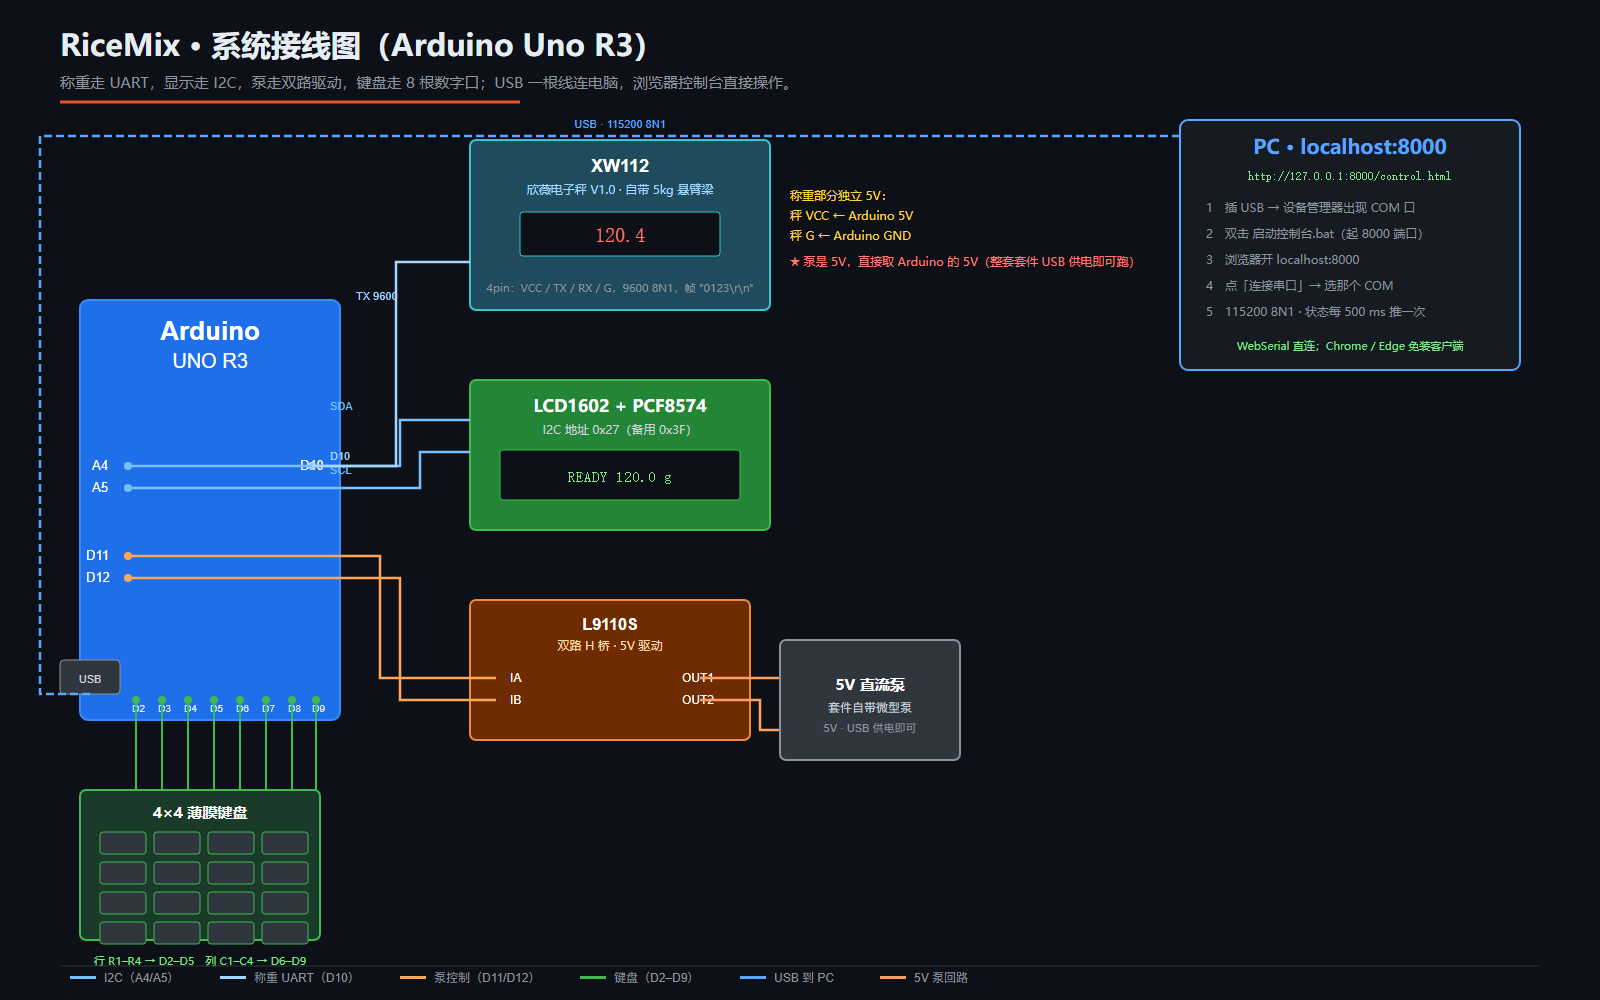 RiceMix • 系统接线图（Arduino Uno R3）
称重走 UART，显示走 I2C，泵走双路驱动，键盘走 8 根数字口；USB 一根线连电脑，浏览器控制台直接操作。
USB · 115200 8N1
XW112
欣薇电子秤 V1.0 · 自带 5kg 悬臂梁
120.4
4pin：VCC / TX / RX / G，9600 8N1，帧 "0123\r\n"
称重部分独立 5V：
秤 VCC ← Arduino 5V
秤 G ← Arduino GND
★ 泵是 5V，直接取 Arduino 的 5V（整套套件 USB 供电即可跑）
PC • localhost:8000
http://127.0.0.1:8000/control.html
1 插 USB → 设备管理器出现 COM 口
2 双击 启动控制台.bat（起 8000 端口）
3 浏览器开 localhost:8000
4 点「连接串口」→ 选那个 COM
5 115200 8N1 · 状态每 500 ms 推一次
WebSerial 直连；Chrome / Edge 免装客户端
TX 9600
Arduino
UNO R3
SDA
D10
SCL
A4
D10
A5
D11
D12
USB
D2 D3 D4 D5 D6 D7 D8 D9
LCD1602 + PCF8574
I2C 地址 0x27（备用 0x3F）
READY 120.0 g
L9110S
双路 H 桥 · 5V 驱动
IA OUT1
IB OUT2
5V 直流泵
套件自带微型泵
5V · USB 供电即可
4×4 薄膜键盘
行 R1–R4 → D2–D5 列 C1–C4 → D6–D9
I2C（A4/A5） 称重 UART（D10） 泵控制（D11/D12） 键盘（D2–D9） USB 到 PC 5V 泵回路